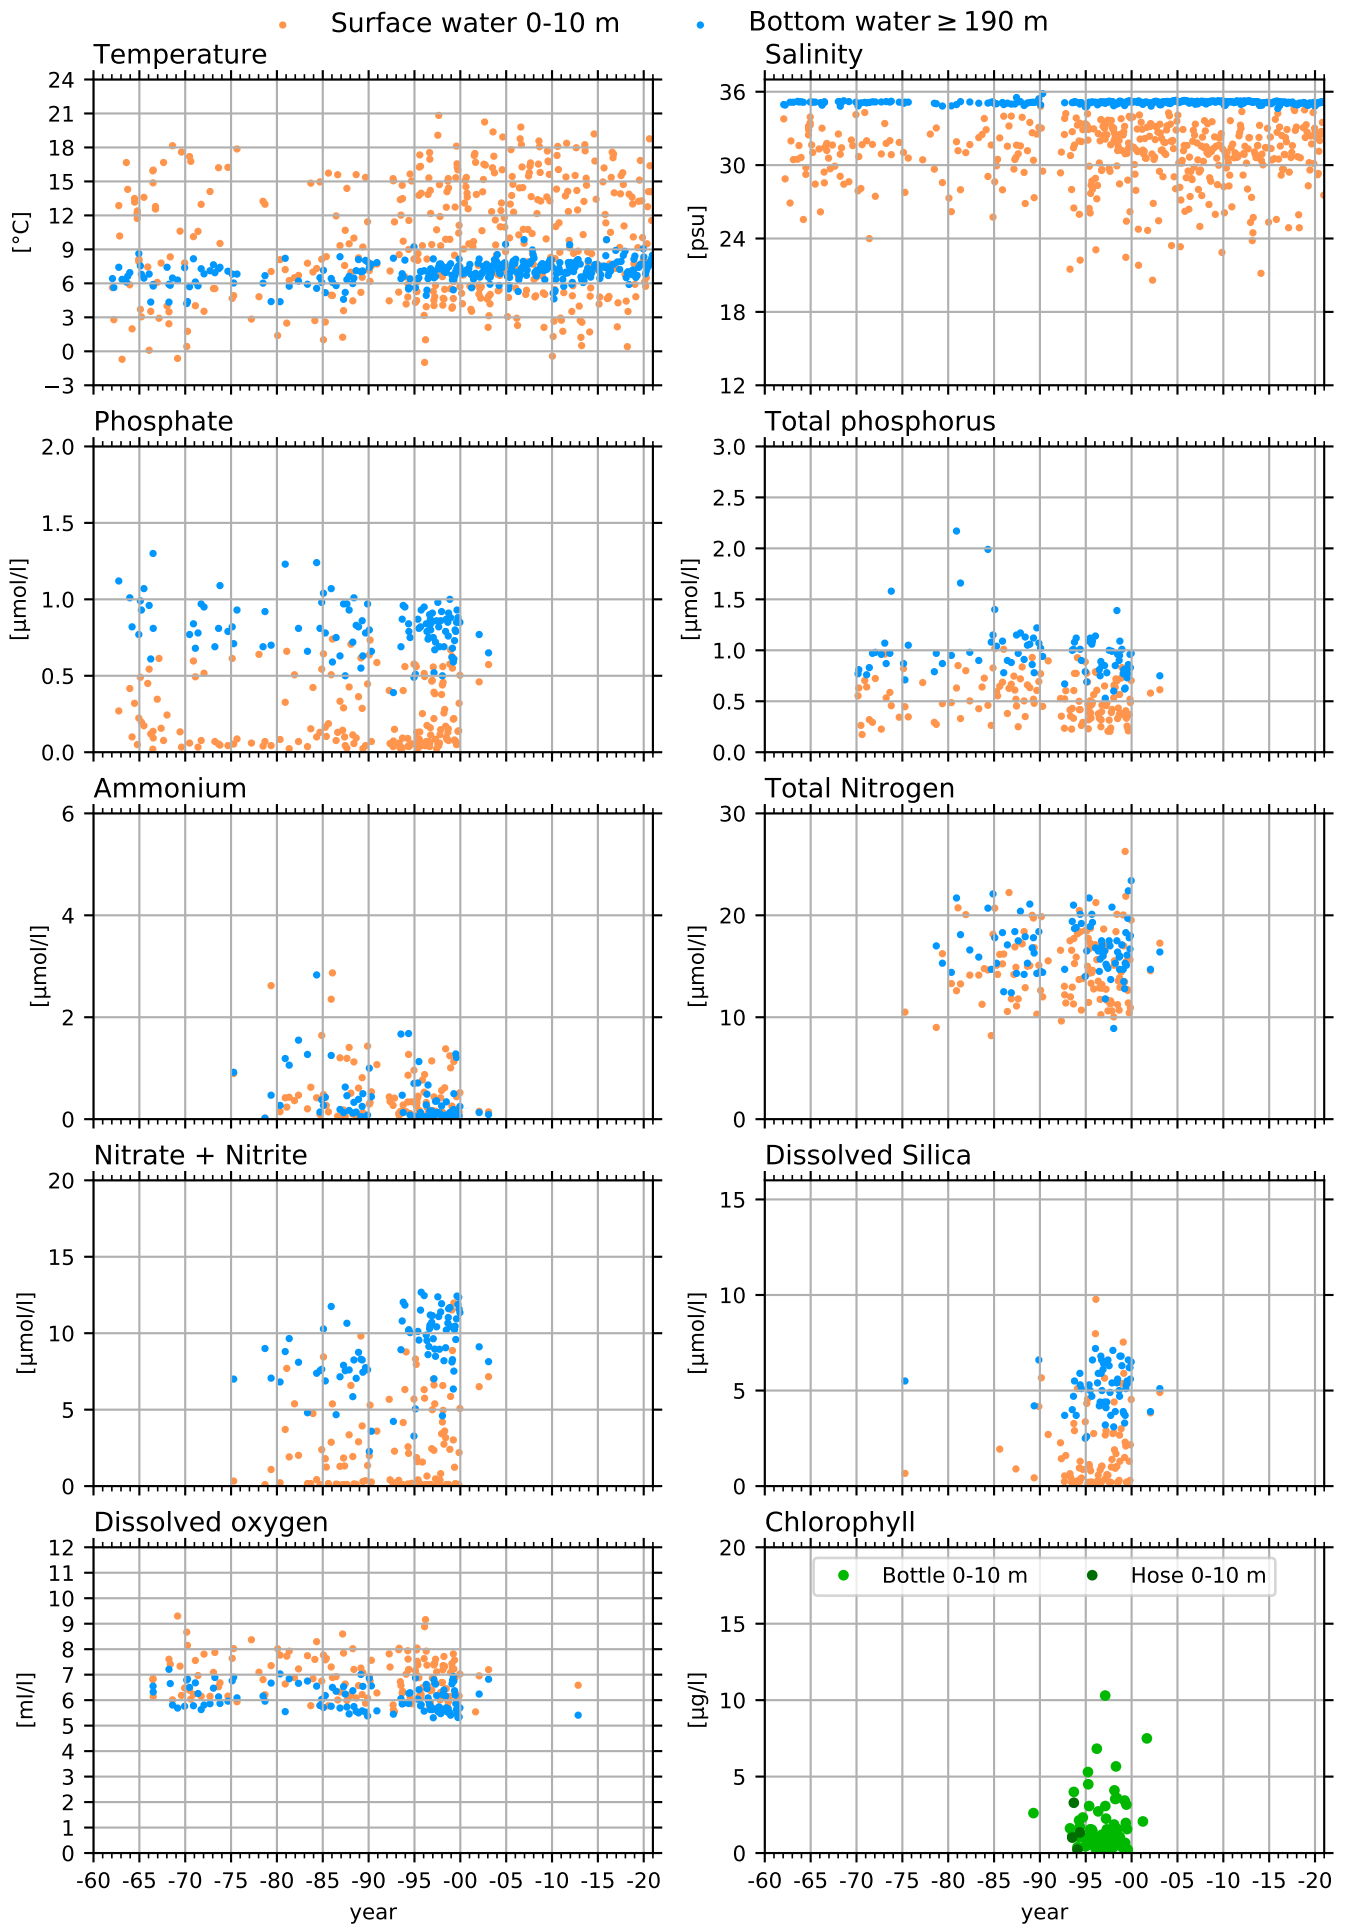 Surface water 0-10 m Bottom water ≥ 190 m
Temperature Salinity
24
21
18
15
12
9
6
3
0
−3
[°C]
36
30
24
18
12
[psu]
Phosphate Total phosphorus
2.0
1.5
1.0
0.5
0.0
[µmol/l]
3.0
2.5
2.0
1.5
1.0
0.5
0.0
[µmol/l]
Ammonium Total Nitrogen
6
4
2
0
[µmol/l]
30
20
10
0
[µmol/l]
Nitrate + Nitrite Dissolved Silica
20
15
10
5
0
[µmol/l]
15
10
5
0
[µmol/l]
Dissolved oxygen Chlorophyll
12
11
10
9
8
7
6
5
4
3
2
1
0
[ml/l]
-60 -65 -70 -75 -80 -85 -90 -95 -00 -05 -10 -15 -20
year
Bottle 0-10 m Hose 0-10 m
20
15
10
5
0
[µg/l]
-60 -65 -70 -75 -80 -85 -90 -95 -00 -05 -10 -15 -20
year